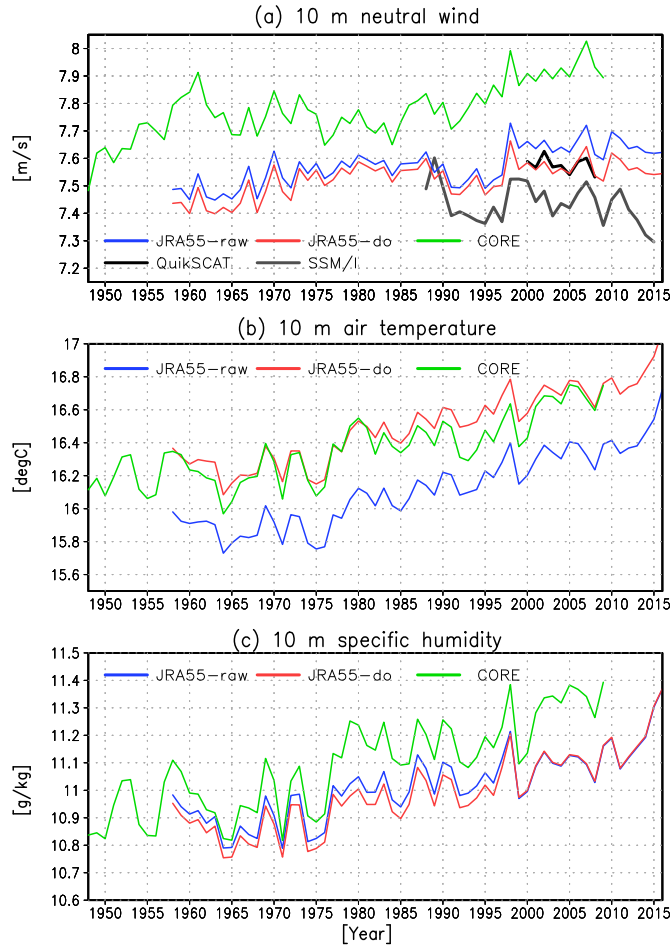 (a) 10 m neutral wind
8
7.9
7.8
7.7
7.6
7.5
7.4
7.3
7.2
[m/s]
JRA55-raw JRA55-do CORE
QuikSCAT SSM/I
1950 1955 1960 1965 1970 1975 1980 1985 1990 1995 2000 2005 2010 2015
(b) 10 m air temperature
17
16.8
16.6
16.4
16.2
16
15.8
15.6
[degC]
JRA55-raw JRA55-do CORE
1950 1955 1960 1965 1970 1975 1980 1985 1990 1995 2000 2005 2010 2015
(c) 10 m specific humidity
11.5
11.4
11.3
11.2
11.1
11
10.9
10.8
10.7
10.6
[g/kg]
JRA55-raw JRA55-do CORE
1950 1955 1960 1965 1970 1975 1980 1985 1990 1995 2000 2005 2010 2015
[Year]